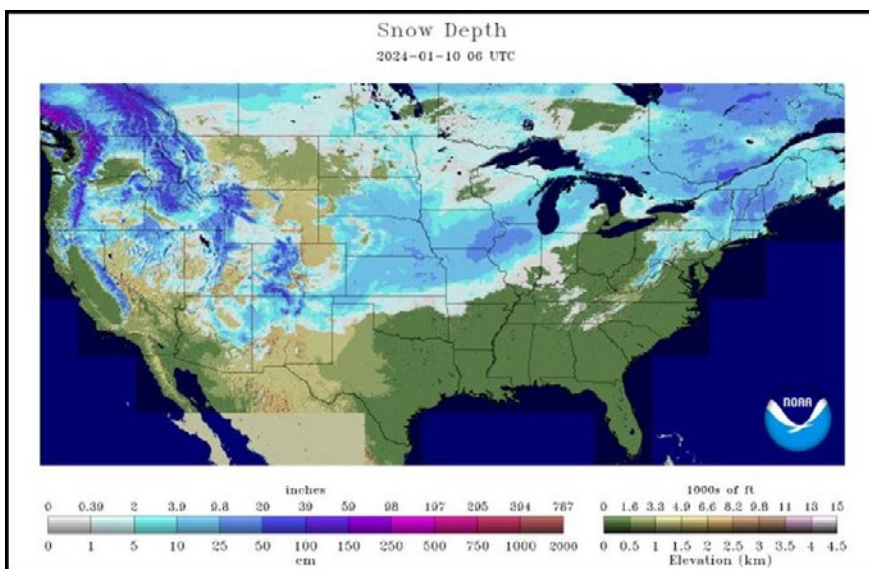 Snow Depth
2024-01-10 06 UTC
NOAA
inches
0 0.39 2 3.9 9.8 20 39 59 98 197 295 394 787
0 1 5 10 25 50 100 150 250 500 750 1000 2000
cm
1000s of ft
0 1.6 3.3 4.9 6.6 8.2 9.8 11 13 15
0 0.5 1 1.5 2 2.5 3 3.5 4 4.5
Elevation (km)